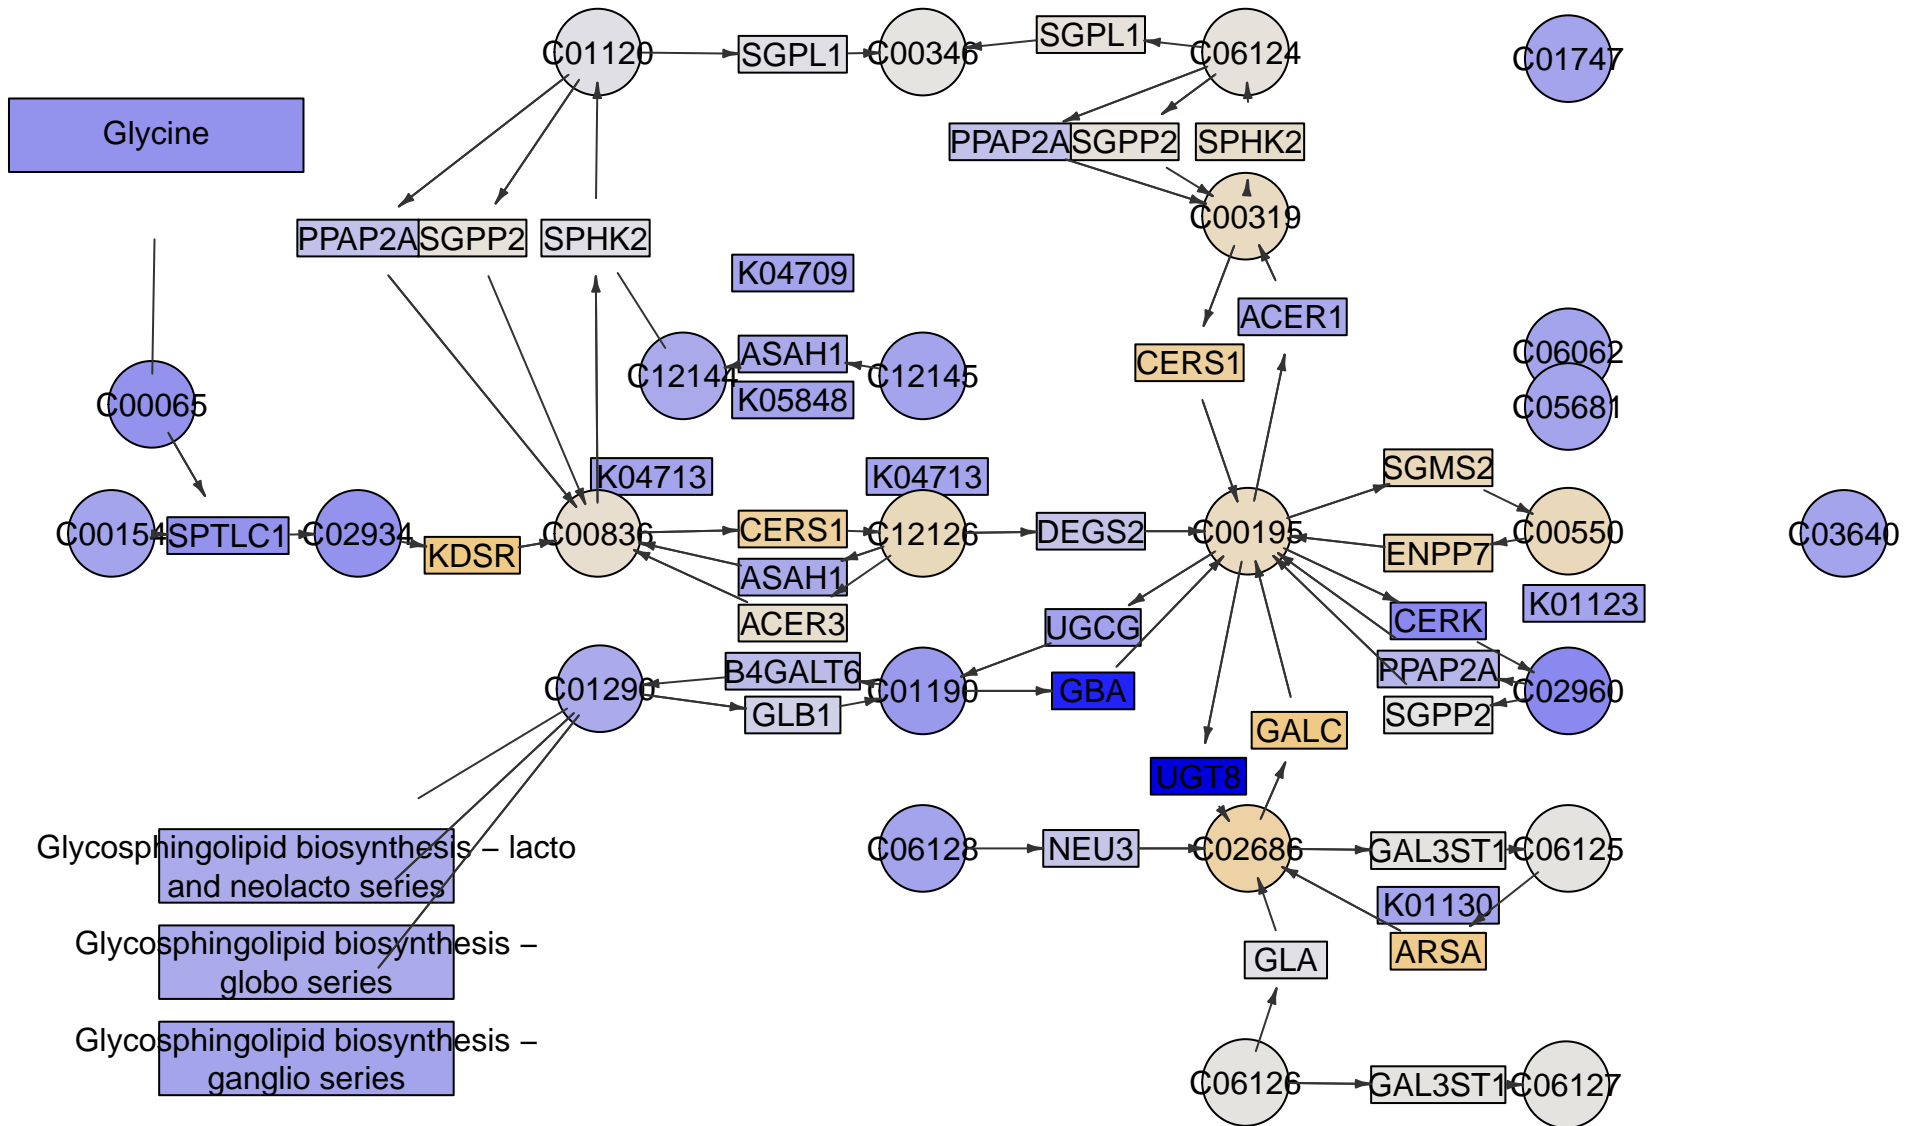 C01120
SGPL1
C00346
SGPL1
C06124
C01747
Glycine
PPAP2A
SGPP2
SPHK2
C00319
PPAP2A
SGPP2
SPHK2
K04709
ACER1
ASAH1
C12144
C12145
K05848
CERS1
C06062
C05681
C00065
K04713
K04713
SGMS2
C00154
SPTLC1
C02934
KDSR
C00836
CERS1
C12126
DEGS2
C00195
ENPP7
C00550
C03640
ASAH1
ACER3
K01123
UGCG
CERK
B4GALT6
PPAP2A
C01290
C01190
GBA
C02960
GLB1
SGPP2
GALC
UGT8
Glycosphingolipid biosynthesis – lacto
and neolacto series
C06128
NEU3
C02686
GAL3ST1
C06125
K01130
Glycosphingolipid biosynthesis –
globo series
GLA
ARSA
Glycosphingolipid biosynthesis –
ganglio series
C06126
GAL3ST1
C06127